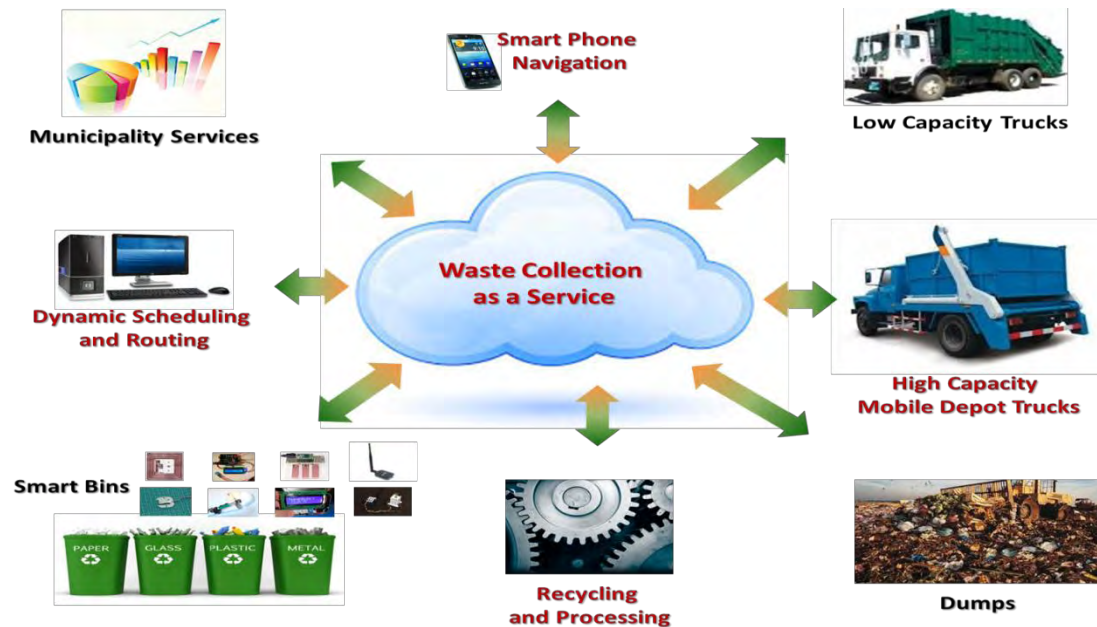 Smart Phone
Navigation
Municipality Services
Low Capacity Trucks
Waste Collection
as a Service
Dynamic Scheduling
and Routing
High Capacity
Mobile Depot Trucks
Smart Bins
PAPER
GLASS
PLASTIC
METAL
Recycling
and Processing
Dumps